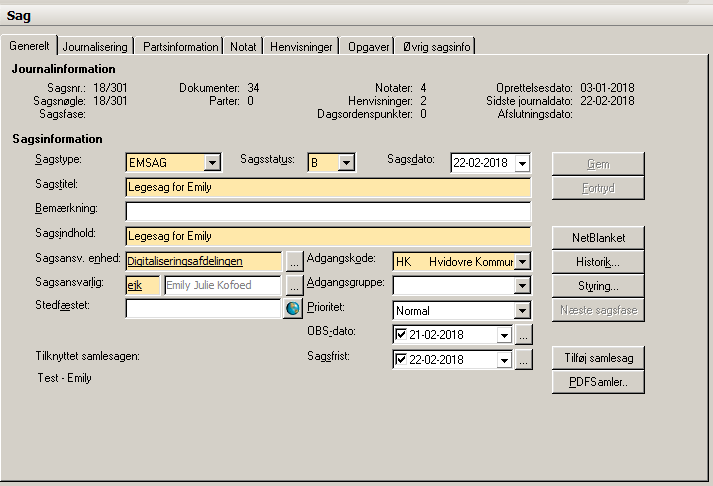 Sag
Generelt Journalisering Partsinformation Notat Henvisninger Opgaver Øvrig sagsinfo
Journalinformation
Sagsnr.: 18/301 Dokumenter: 34 Notater: 4 Oprettelsesdato: 03-01-2018
Sagsnøgle: 18/301 Parter: 0 Henvisninger: 2 Sidste journaldato: 22-02-2018
Sagsfase: Dagsordenspunkter: 0 Afslutningsdato:
Sagsinformation
Sagstype: EMSAG Sagsstatus: B Sagsdato: 22-02-2018 Gem
Sagstitel: Legesag for Emily Fortryd
Bemærkning:
Sagsindhold: Legesag for Emily NetBlanket
Sagsansv. enhed: Digitaliseringsafdelingen ... Adgangskode: HK Hvidovre Kommur Historik...
Sagsansvarlig: ejk Emily Julie Kofoed ... Adgangsgruppe: Styring...
Stedfæstet: Prioritet: Normal Næste sagsfase
OBS-dato: 21-02-2018 ...
Tilknyttet samlesagen: Sagsfrist: 22-02-2018 ... Tilføj samlesag
Test - Emily PDFSamler..